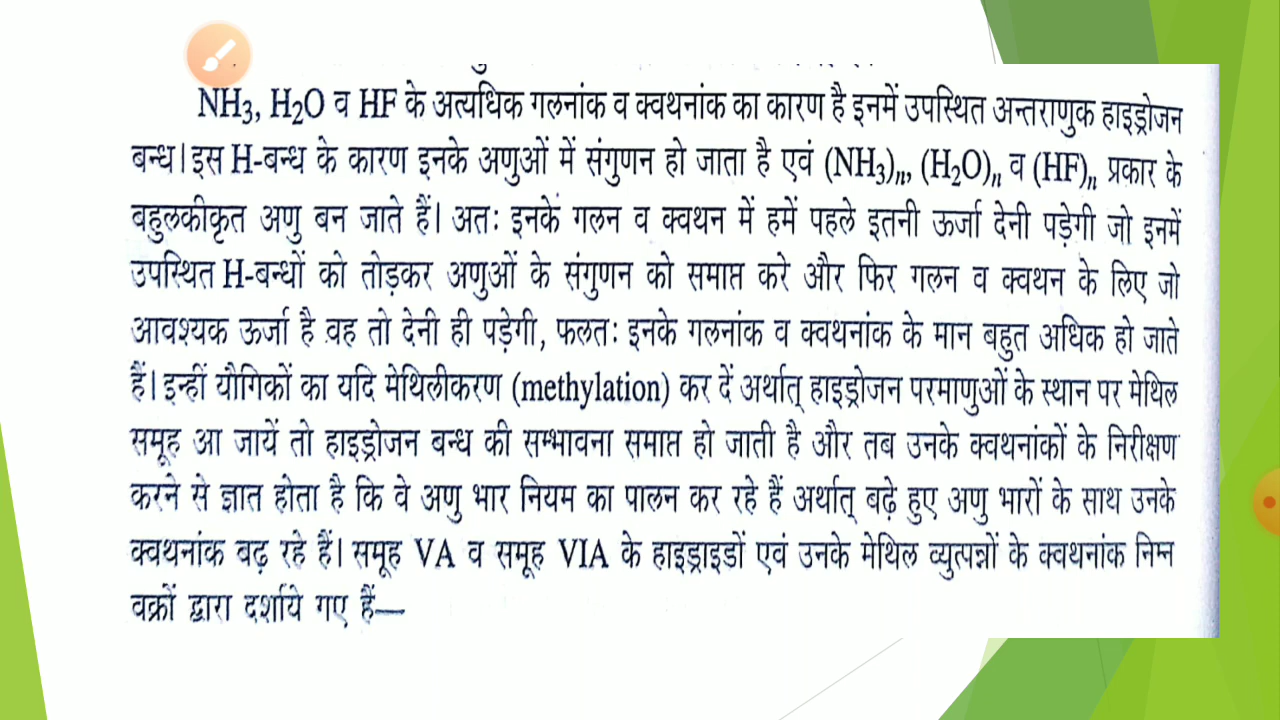 NH₃, H₂O व HF के अत्यधिक गलनांक व क्वथनांक का कारण है इनमें उपस्थित अन्तराणुक हाइड्रोजन
बन्ध। इस H-बन्ध के कारण इनके अणुओं में संगुणन हो जाता है एवं (NH₃)ₙ, (H₂O)ₙ व (HF)ₙ प्रकार के
बहुलकीकृत अणु बन जाते हैं। अतः इनके गलन व क्वथन में हमें पहले इतनी ऊर्जा देनी पड़ेगी जो इनमें
उपस्थित H-बन्धों को तोड़कर अणुओं के संगुणन को समाप्त करे और फिर गलन व क्वथन के लिए जो
आवश्यक ऊर्जा है वह तो देनी ही पड़ेगी, फलतः इनके गलनांक व क्वथनांक के मान बहुत अधिक हो जाते
हैं। इन्हीं यौगिकों का यदि मेथिलीकरण (methylation) कर दें अर्थात् हाइड्रोजन परमाणुओं के स्थान पर मेथिल
समूह आ जायें तो हाइड्रोजन बन्ध की सम्भावना समाप्त हो जाती है और तब उनके क्वथनांकों के निरीक्षण
करने से ज्ञात होता है कि वे अणु भार नियम का पालन कर रहे हैं अर्थात् बढ़े हुए अणु भारों के साथ उनके
क्वथनांक बढ़ रहे हैं। समूह VA व समूह VIA के हाइड्राइडों एवं उनके मेथिल व्युत्पन्नों के क्वथनांक निम्न
वक्रों द्वारा दर्शाये गए हैं—